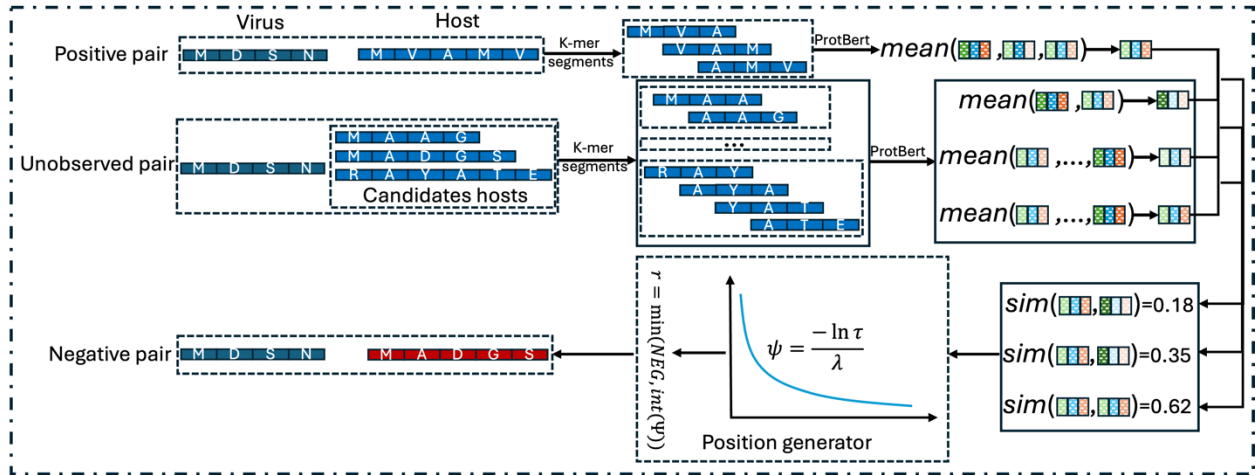 Virus
Host
Positive pair
M D S N
M V A M V
K-mer
segments
M V A
V A M
A M V
ProtBert
mean( , , )
Unobserved pair
M D S N
M A A G
M A D G S
R A Y A T E
Candidates hosts
K-mer
segments
M A A
A A G
...
R A Y
A Y A
Y A T
A T E
ProtBert
mean( , )
mean( ,..., )
mean( ,..., )
sim( , )=0.18
sim( , )=0.35
sim( , )=0.62
ψ = −ln τ / λ
Position generator
r = min(NEG, int(Ψ))
Negative pair
M D S N
M A D G S